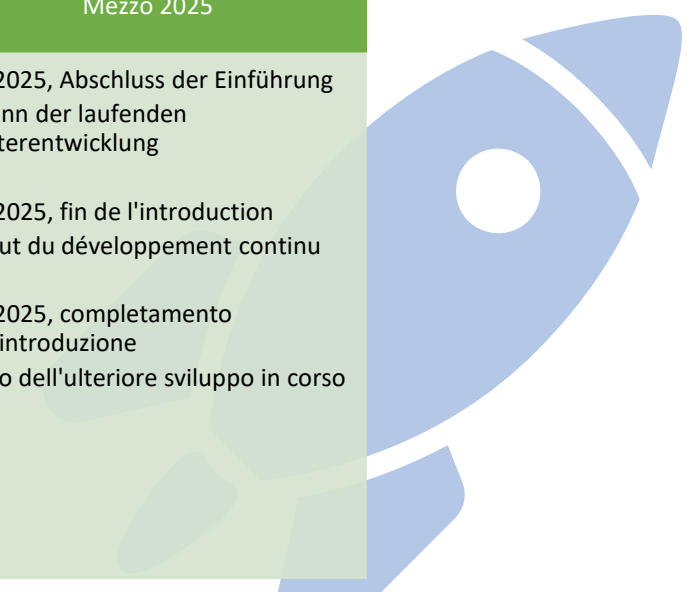 Mezzo 2025
2025, Abschluss der Einführung
nn der laufenden
terentwicklung
2025, fin de l'introduction
ut du développement continu
2025, completamento
introduzione
o dell'ulteriore sviluppo in corso